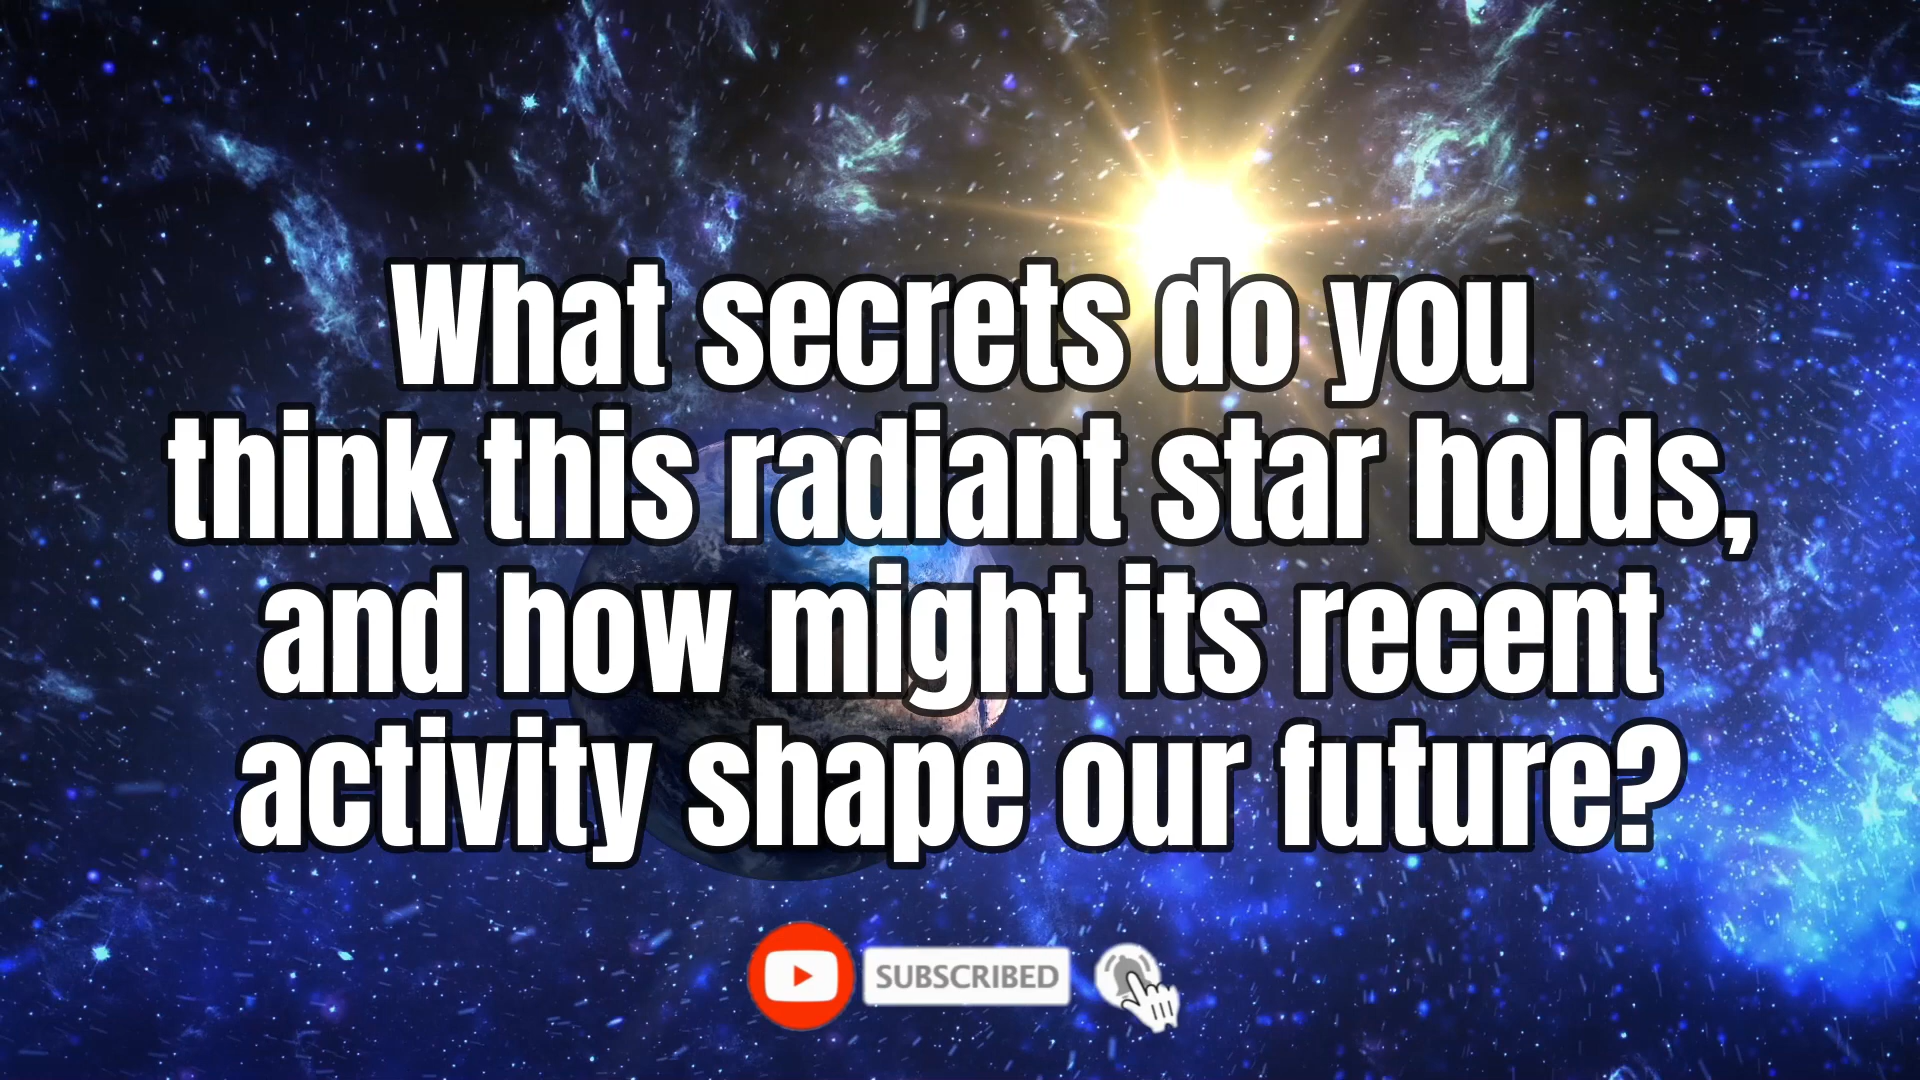 What secrets do you
think this radiant star holds,
and how might its recent
activity shape our future?
SUBSCRIBED